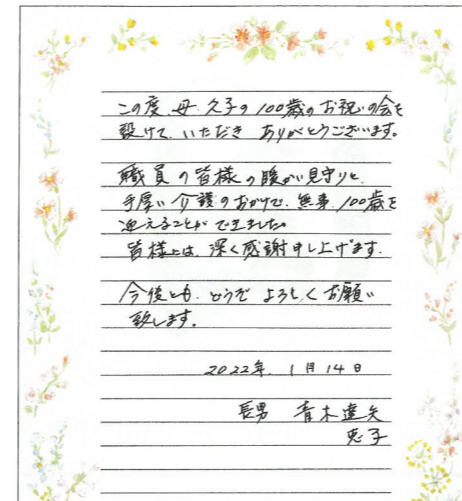 この度、母 久子の100歳のお祝の会を
設けて いただき ありがとうございます。
職員の皆様の暖かい見守りと
手厚い介護のおかげで、無事、100歳を
迎えることが できました。
皆様には、深く感謝申し上げます。
今後とも、どうぞ よろしくお願い
致します。
2022年 1月14日
長男 青木達矢
恵子